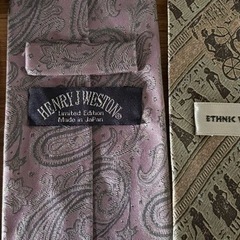 HENRY J WESTON
Limited Edition
Made in Japan
ETHNIC